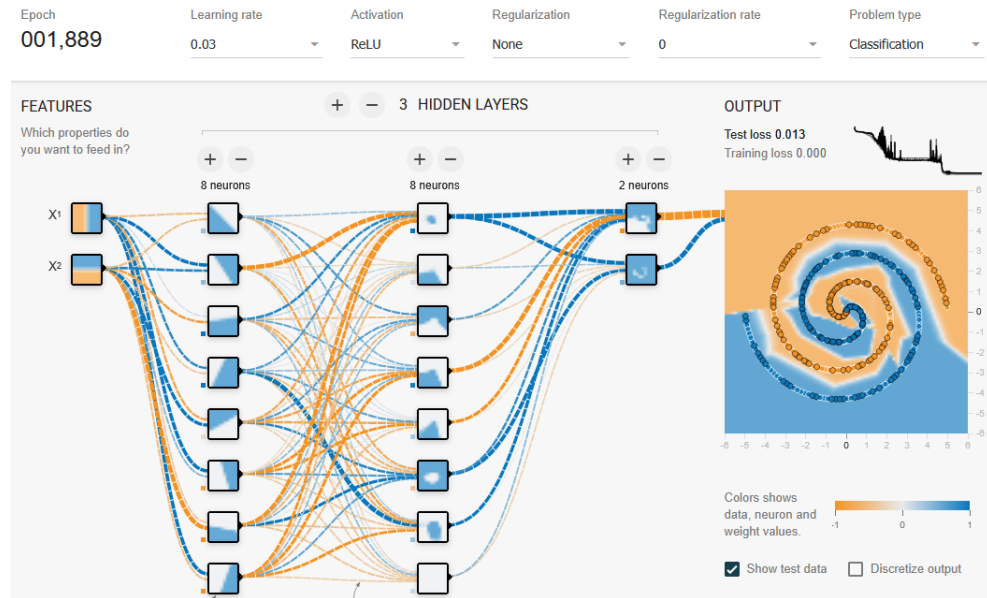 Epoch
001,889
Learning rate
0.03
Activation
ReLU
Regularization
None
Regularization rate
0
Problem type
Classification
FEATURES
Which properties do
you want to feed in?
+ − 3 HIDDEN LAYERS
+ −
8 neurons
+ −
8 neurons
+ −
2 neurons
X1
X2
OUTPUT
Test loss 0.013
Training loss 0.000
6
5
4
3
2
1
0
-1
-2
-3
-4
-5
-6
-6 -5 -4 -3 -2 -1 0 1 2 3 4 5 6
Colors shows
data, neuron and
weight values.
-1 0 1
Show test data
Discretize output